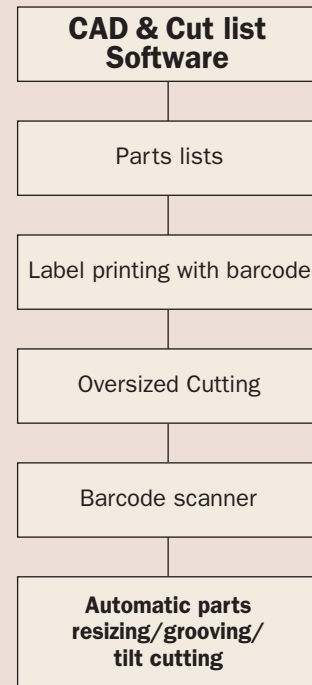 CAD & Cut list
Software
Parts lists
Label printing with barcode
Oversized Cutting
Barcode scanner
Automatic parts
resizing/grooving/
tilt cutting